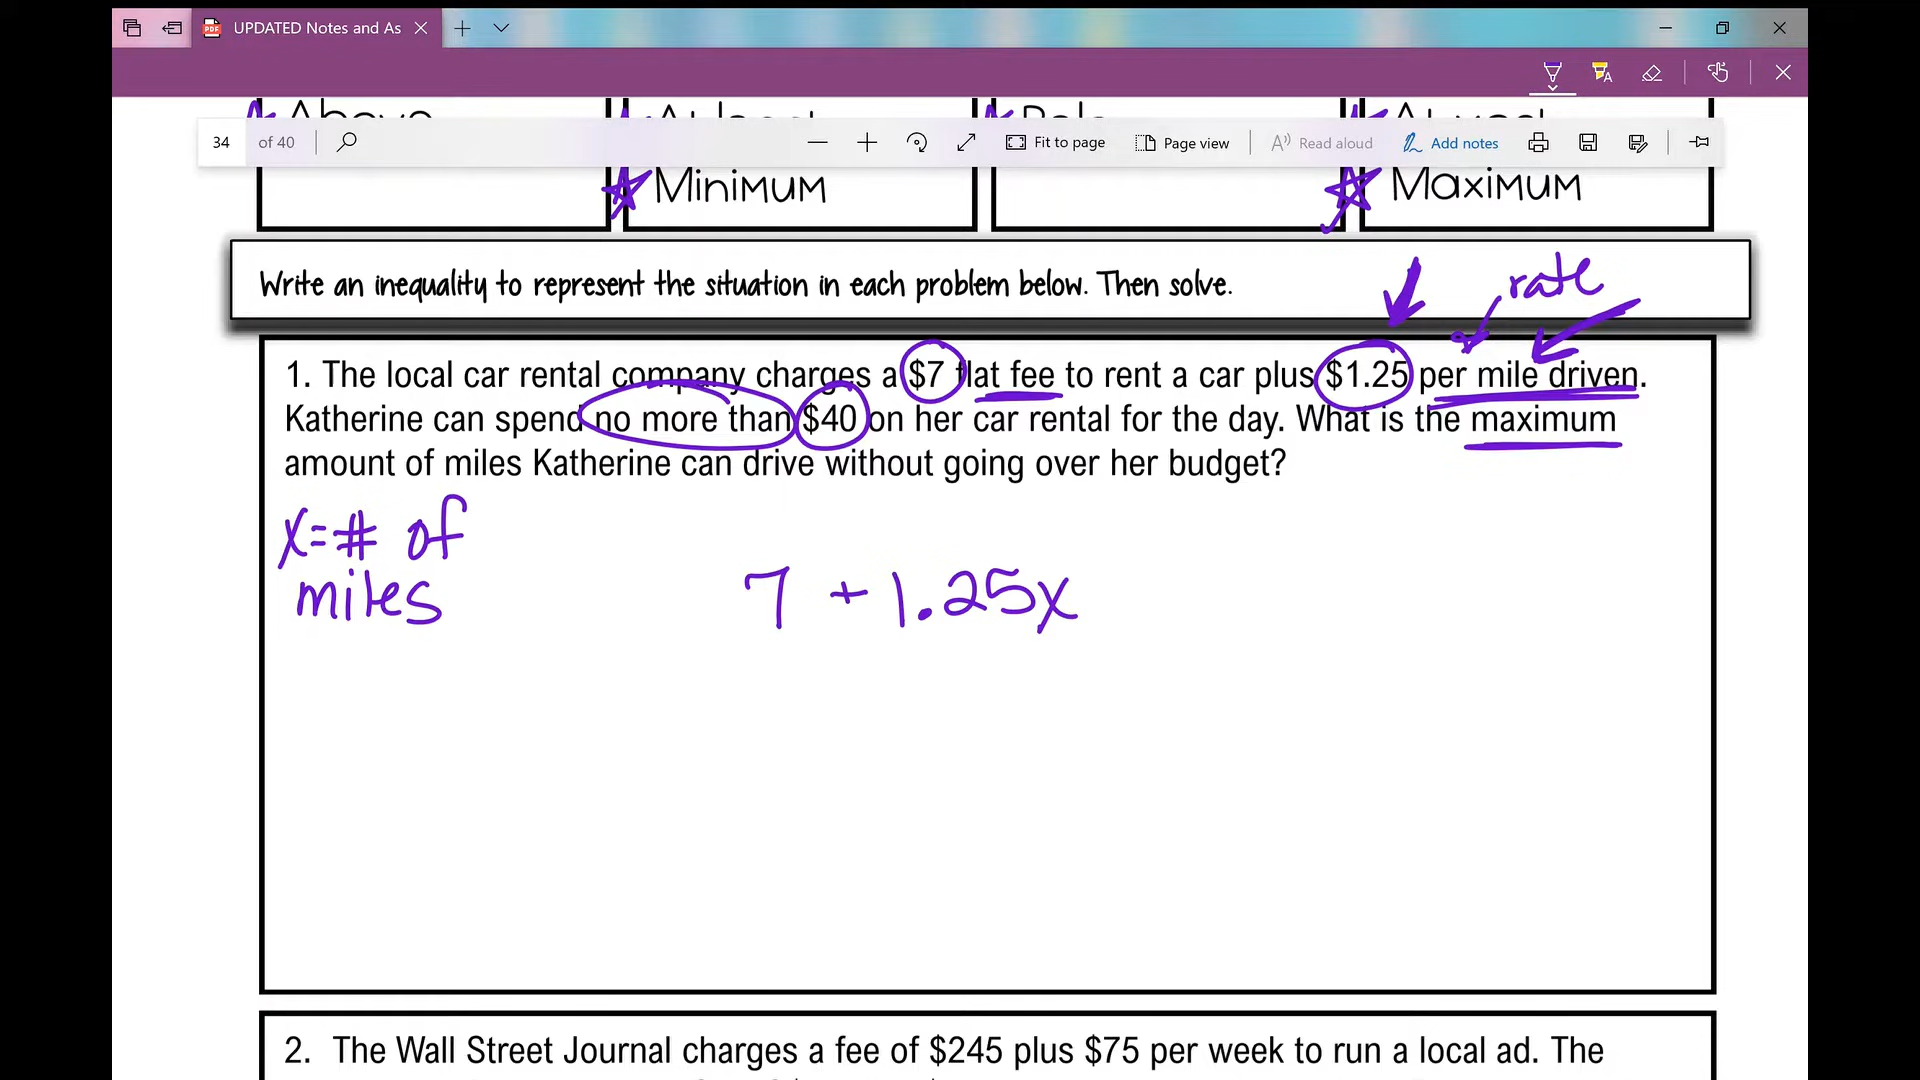 UPDATED Notes and As
34 of 40
Fit to page
Page view
Read aloud
Add notes
Above
At least
Minimum
Maximum
Write an inequality to represent the situation in each problem below. Then solve.
rate
1. The local car rental company charges a $7 flat fee to rent a car plus $1.25 per mile driven.
Katherine can spend no more than $40 on her car rental for the day. What is the maximum
amount of miles Katherine can drive without going over her budget?
x=# of
miles
7 + 1.25x
2. The Wall Street Journal charges a fee of $245 plus $75 per week to run a local ad. The